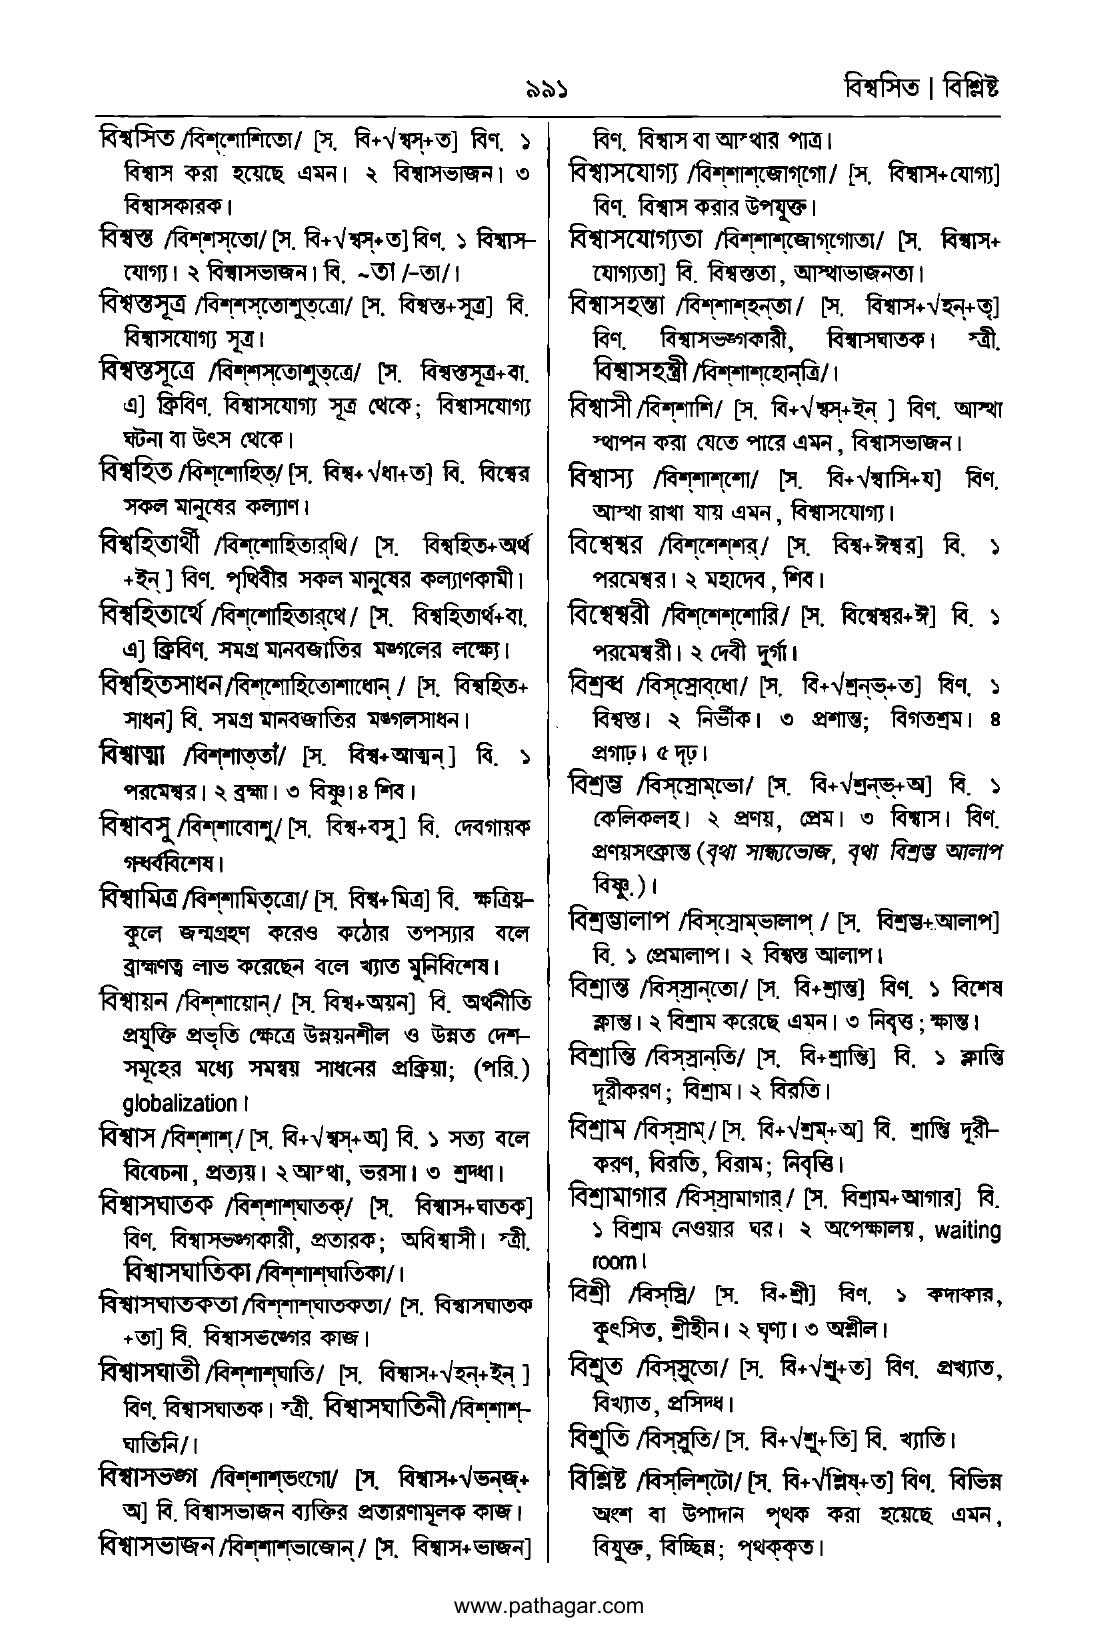 ৯৯১
বিশ্বসিত | বিশ্লিষ্ট
বিশ্বসিত /বিশ্‌শোশিতো/ [স. বি+√শ্বস্+ত] বিণ. ১
বিশ্বাস করা হয়েছে এমন। ২ বিশ্বাসভাজন। ৩
বিশ্বাসকারক।
বিশ্বস্ত /বিশ্‌শস্‌তো/ [স. বি+√শ্বস্+ত] বিণ. ১ বিশ্বাস–
যোগ্য। ২ বিশ্বাসভাজন। বি. ~তা /–তা/।
বিশ্বস্তসূত্র /বিশ্‌শস্‌তোশুত্‌ত্রো/ [স. বিশ্বস্ত+সূত্র] বি.
বিশ্বাসযোগ্য সূত্র।
বিশ্বস্তসূত্রে /বিশ্‌শস্‌তোশুত্‌ত্রে/ [স. বিশ্বস্তসূত্র+বা.
এ] ক্রিবিণ. বিশ্বাসযোগ্য সূত্র থেকে; বিশ্বাসযোগ্য
ঘটনা বা উৎস থেকে।
বিশ্বহিত /বিশ্‌শোহিত্/ [স. বিশ্ব+√ধা+ত] বি. বিশ্বের
সকল মানুষের কল্যাণ।
বিশ্বহিতার্থী /বিশ্‌শোহিতার্‌থি/ [স. বিশ্বহিত+অর্থ
+ইন্] বিণ. পৃথিবীর সকল মানুষের কল্যাণকামী।
বিশ্বহিতার্থে /বিশ্‌শোহিতার্‌থে/ [স. বিশ্বহিতার্থ+বা.
এ] ক্রিবিণ. সমগ্র মানবজাতির মঙ্গলের লক্ষ্যে।
বিশ্বহিতসাধন /বিশ্‌শোহিতোশাধোন্/ [স. বিশ্বহিত+
সাধন] বি. সমগ্র মানবজাতির মঙ্গলসাধন।
বিশ্বাত্মা /বিশ্‌শাত্‌তাঁ/ [স. বিশ্ব+আত্মন্] বি. ১
পরমেশ্বর। ২ ব্রহ্মা। ৩ বিষ্ণু। ৪ শিব।
বিশ্বাবসু /বিশ্‌শাবোশু/ [স. বিশ্ব+বসু] বি. দেবগায়ক
গন্ধর্ববিশেষ।
বিশ্বামিত্র /বিশ্‌শামিত্‌ত্রো/ [স. বিশ্ব+মিত্র] বি. ক্ষত্রিয়–
কুলে জন্মগ্রহণ করেও কঠোর তপস্যার বলে
ব্রাহ্মণত্ব লাভ করেছেন বলে খ্যাত মুনিবিশেষ।
বিশ্বায়ন /বিশ্‌শায়োন্/ [স. বিশ্ব+অয়ন] বি. অর্থনীতি
প্রযুক্তি প্রভৃতি ক্ষেত্রে উন্নয়নশীল ও উন্নত দেশ–
সমূহের মধ্যে সমন্বয় সাধনের প্রক্রিয়া; (পরি.)
globalization।
বিশ্বাস /বিশ্‌শাশ্/ [স. বি+√শ্বস্+অ] বি. ১ সত্য বলে
বিবেচনা, প্রত্যয়। ২ আস্থা, ভরসা। ৩ শ্রদ্ধা।
বিশ্বাসঘাতক /বিশ্‌শাশ্‌ঘাতক্/ [স. বিশ্বাস+ঘাতক]
বিণ. বিশ্বাসভঙ্গকারী, প্রতারক; অবিশ্বাসী। স্ত্রী.
বিশ্বাসঘাতিকা /বিশ্‌শাশ্‌ঘাতিকা/।
বিশ্বাসঘাতকতা /বিশ্‌শাশ্‌ঘাতকতা/ [স. বিশ্বাসঘাতক
+তা] বি. বিশ্বাসভঙ্গের কাজ।
বিশ্বাসঘাতী /বিশ্‌শাশ্‌ঘাতি/ [স. বিশ্বাস+√হন্+ইন্]
বিণ. বিশ্বাসঘাতক। স্ত্রী. বিশ্বাসঘাতিনী /বিশ্‌শাশ্–
ঘাতিনি/।
বিশ্বাসভঙ্গ /বিশ্‌শাশ্‌ভংগো/ [স. বিশ্বাস+√ভন্‌জ্+
অ] বি. বিশ্বাসভাজন ব্যক্তির প্রতারণামূলক কাজ।
বিশ্বাসভাজন /বিশ্‌শাশ্‌ভাজোন্/ [স. বিশ্বাস+ভাজন]
বিণ. বিশ্বাস বা আস্থার পাত্র।
বিশ্বাসযোগ্য /বিশ্‌শাশ্‌জোগ্‌গো/ [স. বিশ্বাস+যোগ্য]
বিণ. বিশ্বাস করার উপযুক্ত।
বিশ্বাসযোগ্যতা /বিশ্‌শাশ্‌জোগ্‌গোতা/ [স. বিশ্বাস+
যোগ্যতা] বি. বিশ্বস্ততা, আস্থাভাজনতা।
বিশ্বাসহন্তা /বিশ্‌শাশ্‌হন্‌তা/ [স. বিশ্বাস+√হন্+তৃ]
বিণ. বিশ্বাসভঙ্গকারী, বিশ্বাসঘাতক। স্ত্রী.
বিশ্বাসহন্ত্রী /বিশ্‌শাশ্‌হোন্‌ত্রি/।
বিশ্বাসী /বিশ্‌শাশি/ [স. বি+√শ্বস্+ইন্ ] বিণ. আস্থা
স্থাপন করা যেতে পারে এমন, বিশ্বাসভাজন।
বিশ্বাস্য /বিশ্‌শাশ্‌শো/ [স. বি+√শ্বাসি+য] বিণ.
আস্থা রাখা যায় এমন, বিশ্বাসযোগ্য।
বিশ্বেশ্বর /বিশ্‌শেশ্‌শর্/ [স. বিশ্ব+ঈশ্বর] বি. ১
পরমেশ্বর। ২ মহাদেব, শিব।
বিশ্বেশ্বরী /বিশ্‌শেশ্‌শোরি/ [স. বিশ্বেশ্বর+ঈ] বি. ১
পরমেশ্বরী। ২ দেবী দুর্গা।
বিশ্রব্ধ /বিস্‌স্রোব্‌ধো/ [স. বি+√শ্রন্‌ভ্+ত] বিণ. ১
বিশ্বস্ত। ২ নির্ভীক। ৩ প্রশান্ত; বিগতশ্রম। ৪
প্রগাঢ়। ৫ দৃঢ়।
বিশ্রম্ভ /বিস্‌স্রোম্‌ভো/ [স. বি+√শ্রন্‌ভ্+অ] বি. ১
কেলিকলহ। ২ প্রণয়, প্রেম। ৩ বিশ্বাস। বিণ.
প্রণয়সংক্রান্ত (বৃথা সান্ধ্যভোজ, বৃথা বিশ্রম্ভ আলাপ
বিষ্ণু.)।
বিশ্রম্ভালাপ /বিস্‌স্রোম্‌ভালাপ্/ [স. বিশ্রম্ভ+আলাপ]
বি. ১ প্রেমালাপ। ২ বিশ্বস্ত আলাপ।
বিশ্রান্ত /বিস্‌স্রান্‌তো/ [স. বি+শ্রান্ত] বিণ. ১ বিশেষ
ক্লান্ত। ২ বিশ্রাম করেছে এমন। ৩ নিবৃত্ত; ক্ষান্ত।
বিশ্রান্তি /বিস্‌স্রান্‌তি/ [স. বি+শ্রান্তি] বি. ১ ক্লান্তি
দূরীকরণ; বিশ্রাম। ২ বিরতি।
বিশ্রাম /বিস্‌স্রাম্/ [স. বি+√শ্রম্+অ] বি. শ্রান্তি দূরী–
করণ, বিরতি, বিরাম; নিবৃত্তি।
বিশ্রামাগার /বিস্‌স্রামাগার্/ [স. বিশ্রাম+আগার] বি.
১ বিশ্রাম নেওয়ার ঘর। ২ অপেক্ষালয়, waiting
room।
বিশ্রী /বিস্‌স্রি/ [স. বি+শ্রী] বিণ. ১ কদাকার,
কুৎসিত, শ্রীহীন। ২ ঘৃণ্য। ৩ অশ্লীল।
বিশ্রুত /বিস্‌স্রুতো/ [স. বি+√শ্রু+ত] বিণ. প্রখ্যাত,
বিখ্যাত, প্রসিদ্ধ।
বিশ্রুতি /বিস্‌স্রুতি/ [স. বি+√শ্রু+তি] বি. খ্যাতি।
বিশ্লিষ্ট /বিস্‌লিশ্‌টো/ [স. বি+√শ্লিষ্+ত] বিণ. বিভিন্ন
অংশ বা উপাদান পৃথক করা হয়েছে এমন,
বিযুক্ত, বিচ্ছিন্ন; পৃথক্‌কৃত।
www.pathagar.com